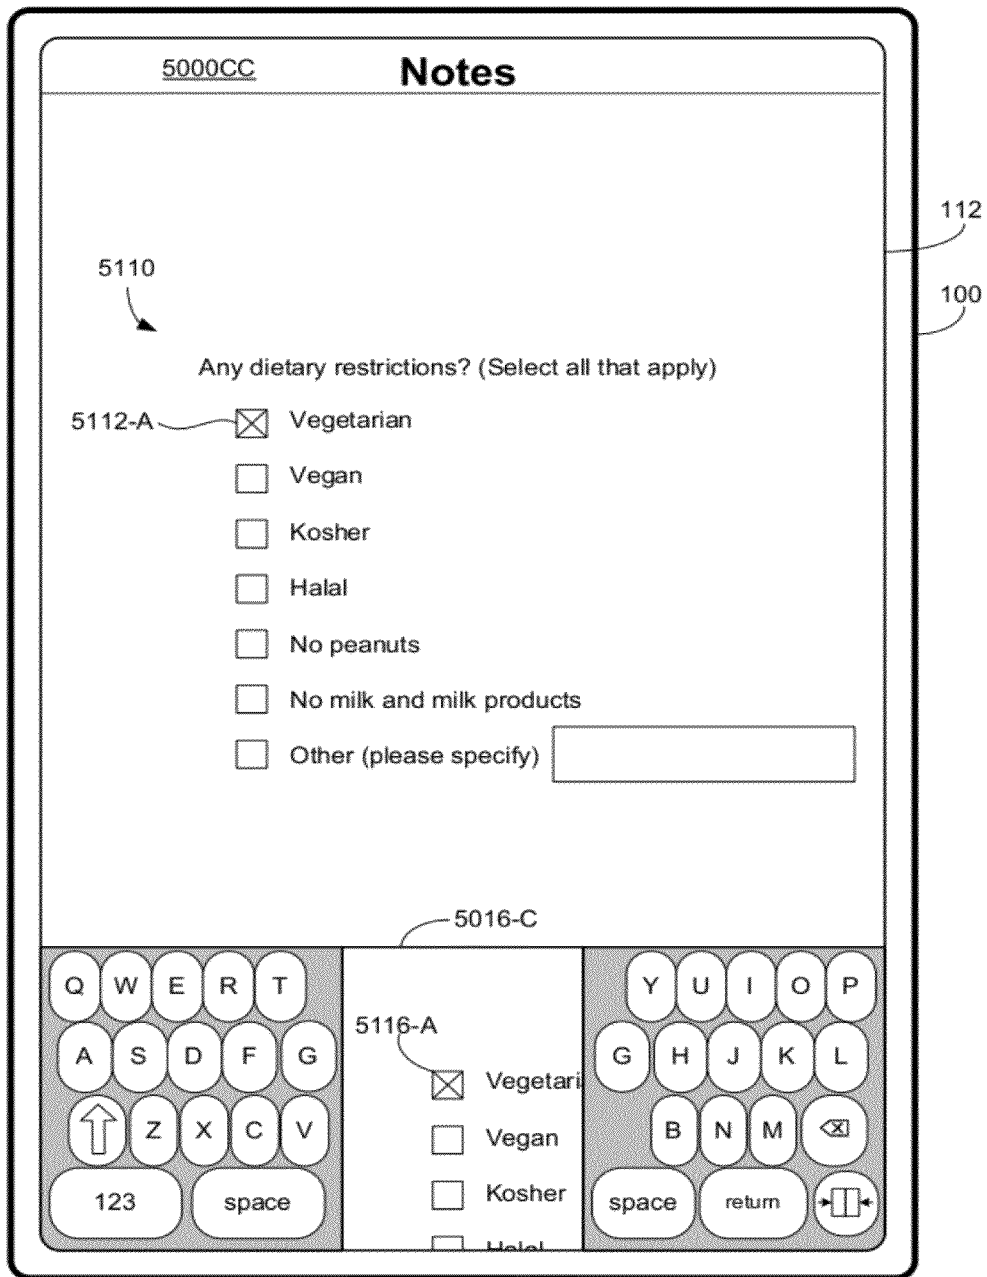 5000CC Notes
112
5110
100
Any dietary restrictions? (Select all that apply)
5112-A Vegetarian
Vegan
Kosher
Halal
No peanuts
No milk and milk products
Other (please specify)
5016-C
Q W E R T Y U I O P
5116-A
A S D F G G H J K L
Vegetari
Z X C V B N M
Vegan
Kosher
123 space space return
Halal